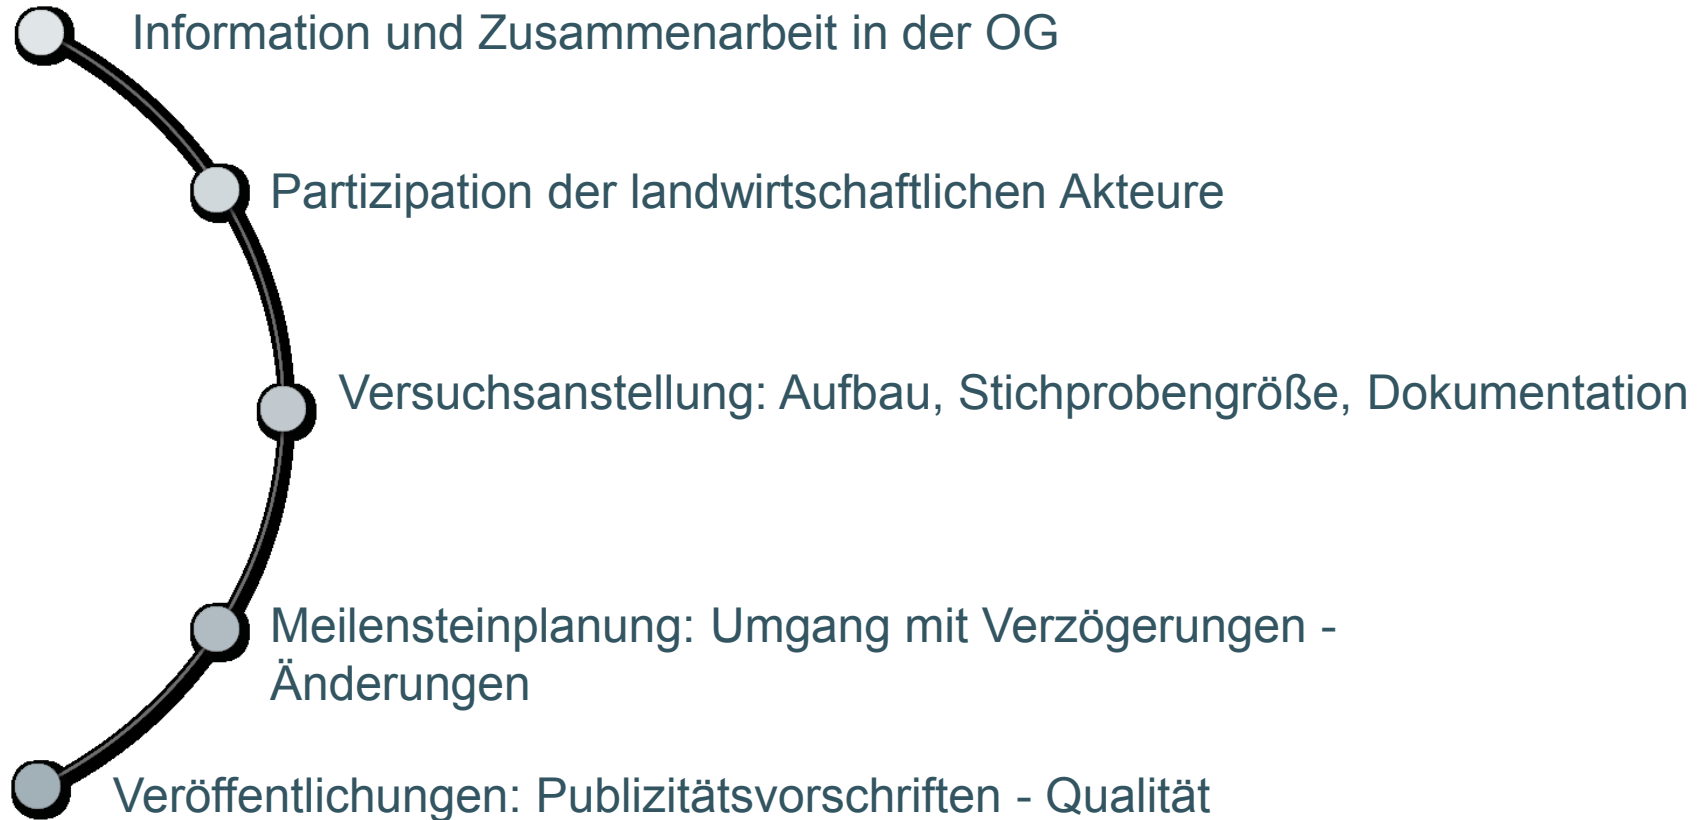 Information und Zusammenarbeit in der OG
Partizipation der landwirtschaftlichen Akteure
Versuchsanstellung: Aufbau, Stichprobengröße, Dokumentation
Meilensteinplanung: Umgang mit Verzögerungen -
Änderungen
Veröffentlichungen: Publizitätsvorschriften - Qualität